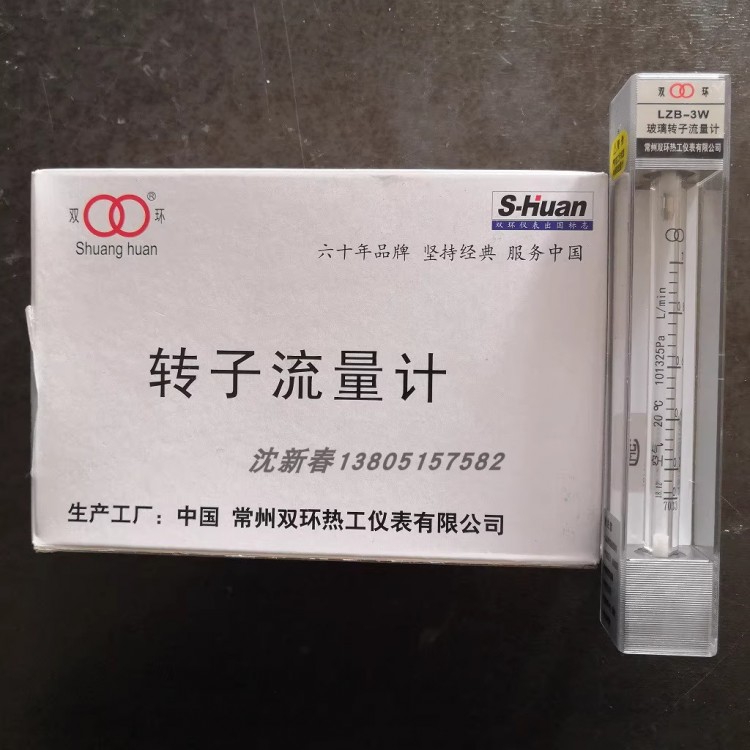 双 环
®
Shuang huan
S-Huan
双环仪表出国标志
六十年品牌 坚持经典 服务中国
转子流量计
沈新春13805157582
生产工厂：中国 常州双环热工仪表有限公司
双 环
LZB-3W
玻璃转子流量计
常州双环热工仪表有限公司
空气 20℃ 101325Pa L/min